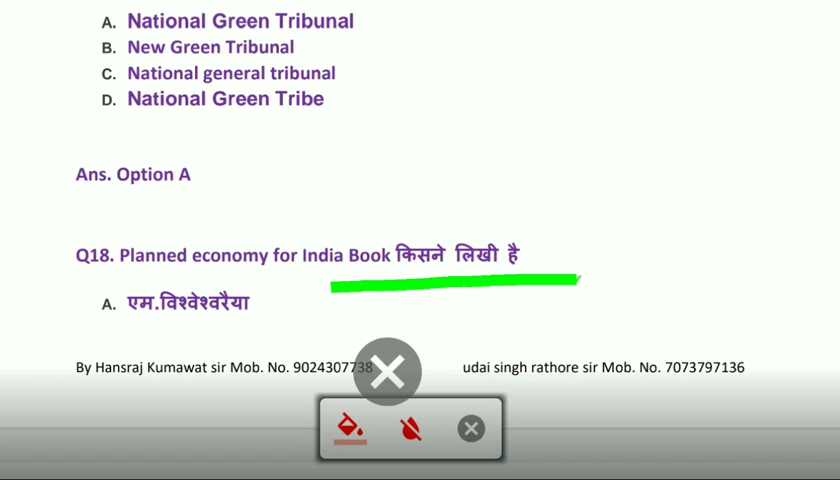 A. National Green Tribunal
B. New Green Tribunal
C. National general tribunal
D. National Green Tribe
Ans. Option A
Q18. Planned economy for India Book किसने लिखी है
A. एम.विश्वेश्वरैया
By Hansraj Kumawat sir Mob. No. 9024307738 udai singh rathore sir Mob. No. 7073797136